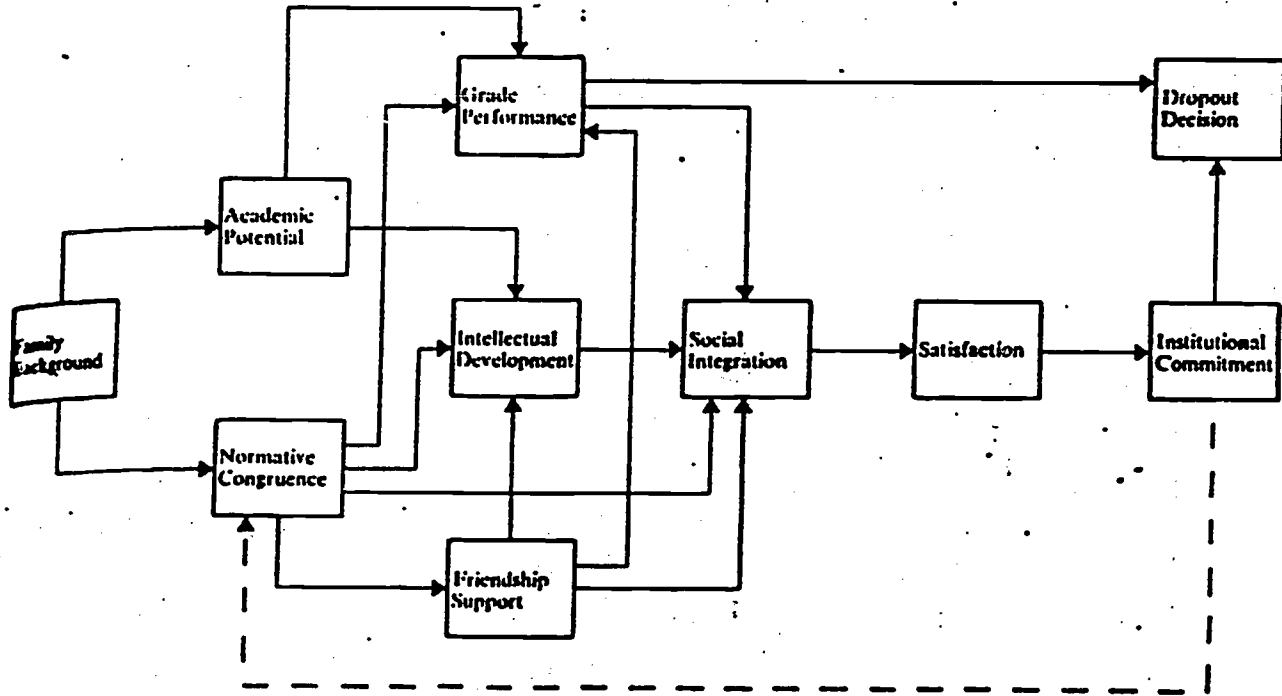 Grade
Performance
Dropout
Decision
Academic
Potential
Family
Background
Intellectual
Development
Social
Integration
Satisfaction
Institutional
Commitment
Normative
Congruence
Friendship
Support